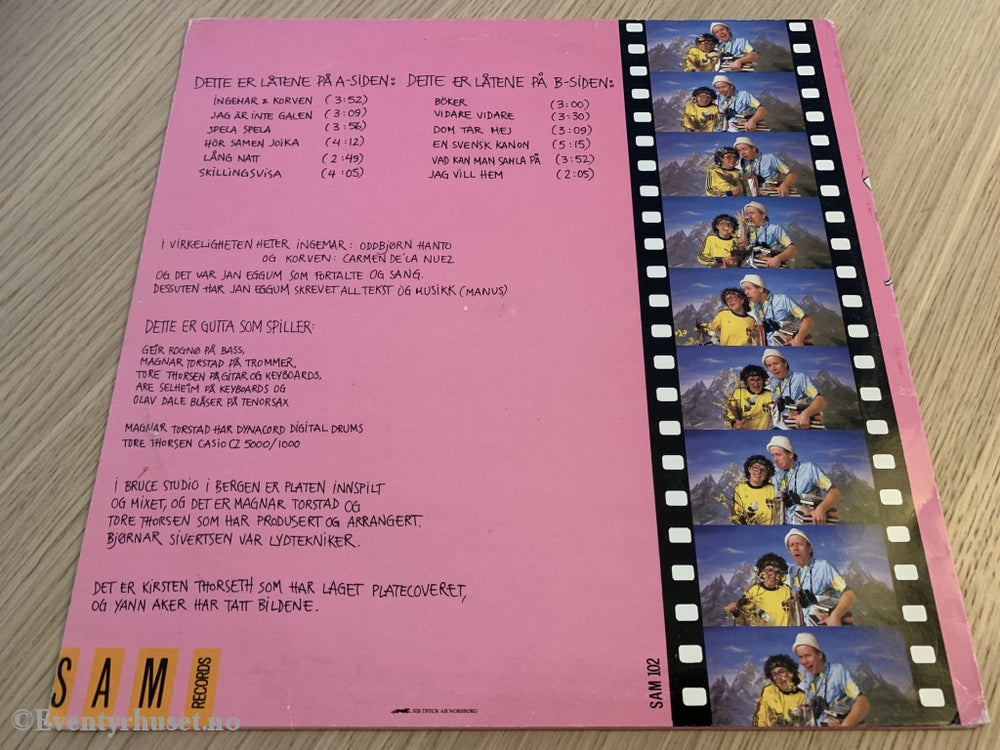 DETTE ER LÅTENE PÅ A-SIDEN:
INGEMAR & KORVEN (3:52)
JAG ÄR INTE GALEN (3:09)
SPELA SPELA (3:56)
HÖR SAMEN JOIKA (4:12)
LÅNG NATT (2:49)
SKILLINGSVISA (4:05)
DETTE ER LÅTENE PÅ B-SIDEN:
BÖKER (3:00)
VIDARE VIDARE (3:30)
DOM TAR MEJ (3:09)
EN SVENSK KANON (5:15)
VAD KAN MAN SAMLA PÅ (3:52)
JAG VILL HEM (2:05)
I VIRKELIGHETEN HETER INGEMAR: ODDBJØRN HANTO
OG KORVEN: CARMEN DE'LA NUEZ
OG DET VAR JAN EGGUM SOM FORTALTE OG SANG.
DESSUTEN HAR JAN EGGUM SKREVET ALL TEKST OG MUSIKK (MANUS)
DETTE ER GUTTA SOM SPILLER:
GEIR ROGNØ PÅ BASS,
MAGNAR TORSTAD PÅ TROMMER,
TORE THORSEN PÅ GITAR OG KEYBOARDS,
ARE SELHEIM PÅ KEYBOARDS OG
OLAV DALE BLÅSER PÅ TENORSAX
MAGNAR TORSTAD HAR DYNACORD DIGITAL DRUMS
TORE THORSEN CASIO CZ 5000/1000
I BRUCE STUDIO I BERGEN ER PLATEN INNSPILT
OG MIXET, OG DET ER MAGNAR TORSTAD OG
TORE THORSEN SOM HAR PRODUSERT OG ARRANGERT.
BJØRNAR SIVERTSEN VAR LYDTEKNIKER.
DET ER KIRSTEN THORSETH SOM HAR LAGET PLATECOVERET,
OG YANN AKER HAR TATT BILDENE.
SAM
RECORDS
SIB-TRYCK AB NORSBORG
SAM 102
©Eventyrhuset.no